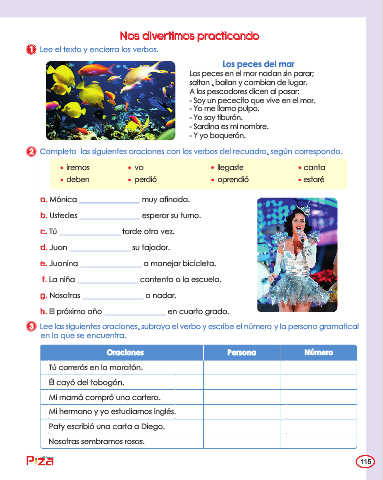 Nos divertimos practicando
1 Lee el texto y encierra los verbos.
Los peces del mar
Los peces en el mar nadan sin parar;
saltan , bailan y cambian de lugar.
A los pescadores dicen al pasar:
- Soy un pececito que vive en el mar.
- Yo me llamo pulpo.
- Yo soy tiburón.
- Sardina es mi nombre.
- Y yo boquerón.
2 Completa las siguientes oraciones con los verbos del recuadro, según corresponda.
• iremos • va • llegaste • canta
• deben • perdió • aprendió • estaré
a. Mónica ______________ muy afinado.
b. Ustedes ______________ esperar su turno.
c. Tú ______________ tarde otra vez.
d. Juan ______________ su tajador.
e. Juanina ______________ a manejar bicicleta.
f. La niña ______________ contenta a la escuela.
g. Nosotras ______________ a nadar.
h. El próximo año ______________ en cuarto grado.
3 Lee las siguientes oraciones, subraya el verbo y escribe el número y la persona gramatical
en la que se encuentra.
Oraciones Persona Número
Tú correrás en la maratón.
Él cayó del tobogán.
Mi mamá compró una cartera.
Mi hermano y yo estudiamos inglés.
Paty escribió una carta a Diego.
Nosotras sembramos rosas.
115